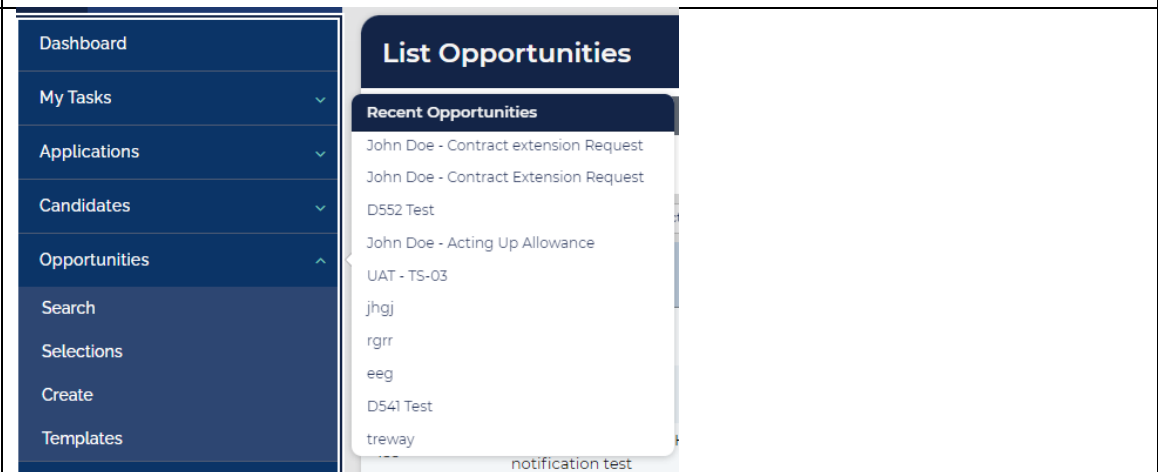 Dashboard
My Tasks
Applications
Candidates
Opportunities
Search
Selections
Create
Templates
List Opportunities
Recent Opportunities
John Doe - Contract extension Request
John Doe - Contract Extension Request
D552 Test
John Doe - Acting Up Allowance
UAT - TS-03
jhgj
rgrr
eeg
D541 Test
treway
notification test